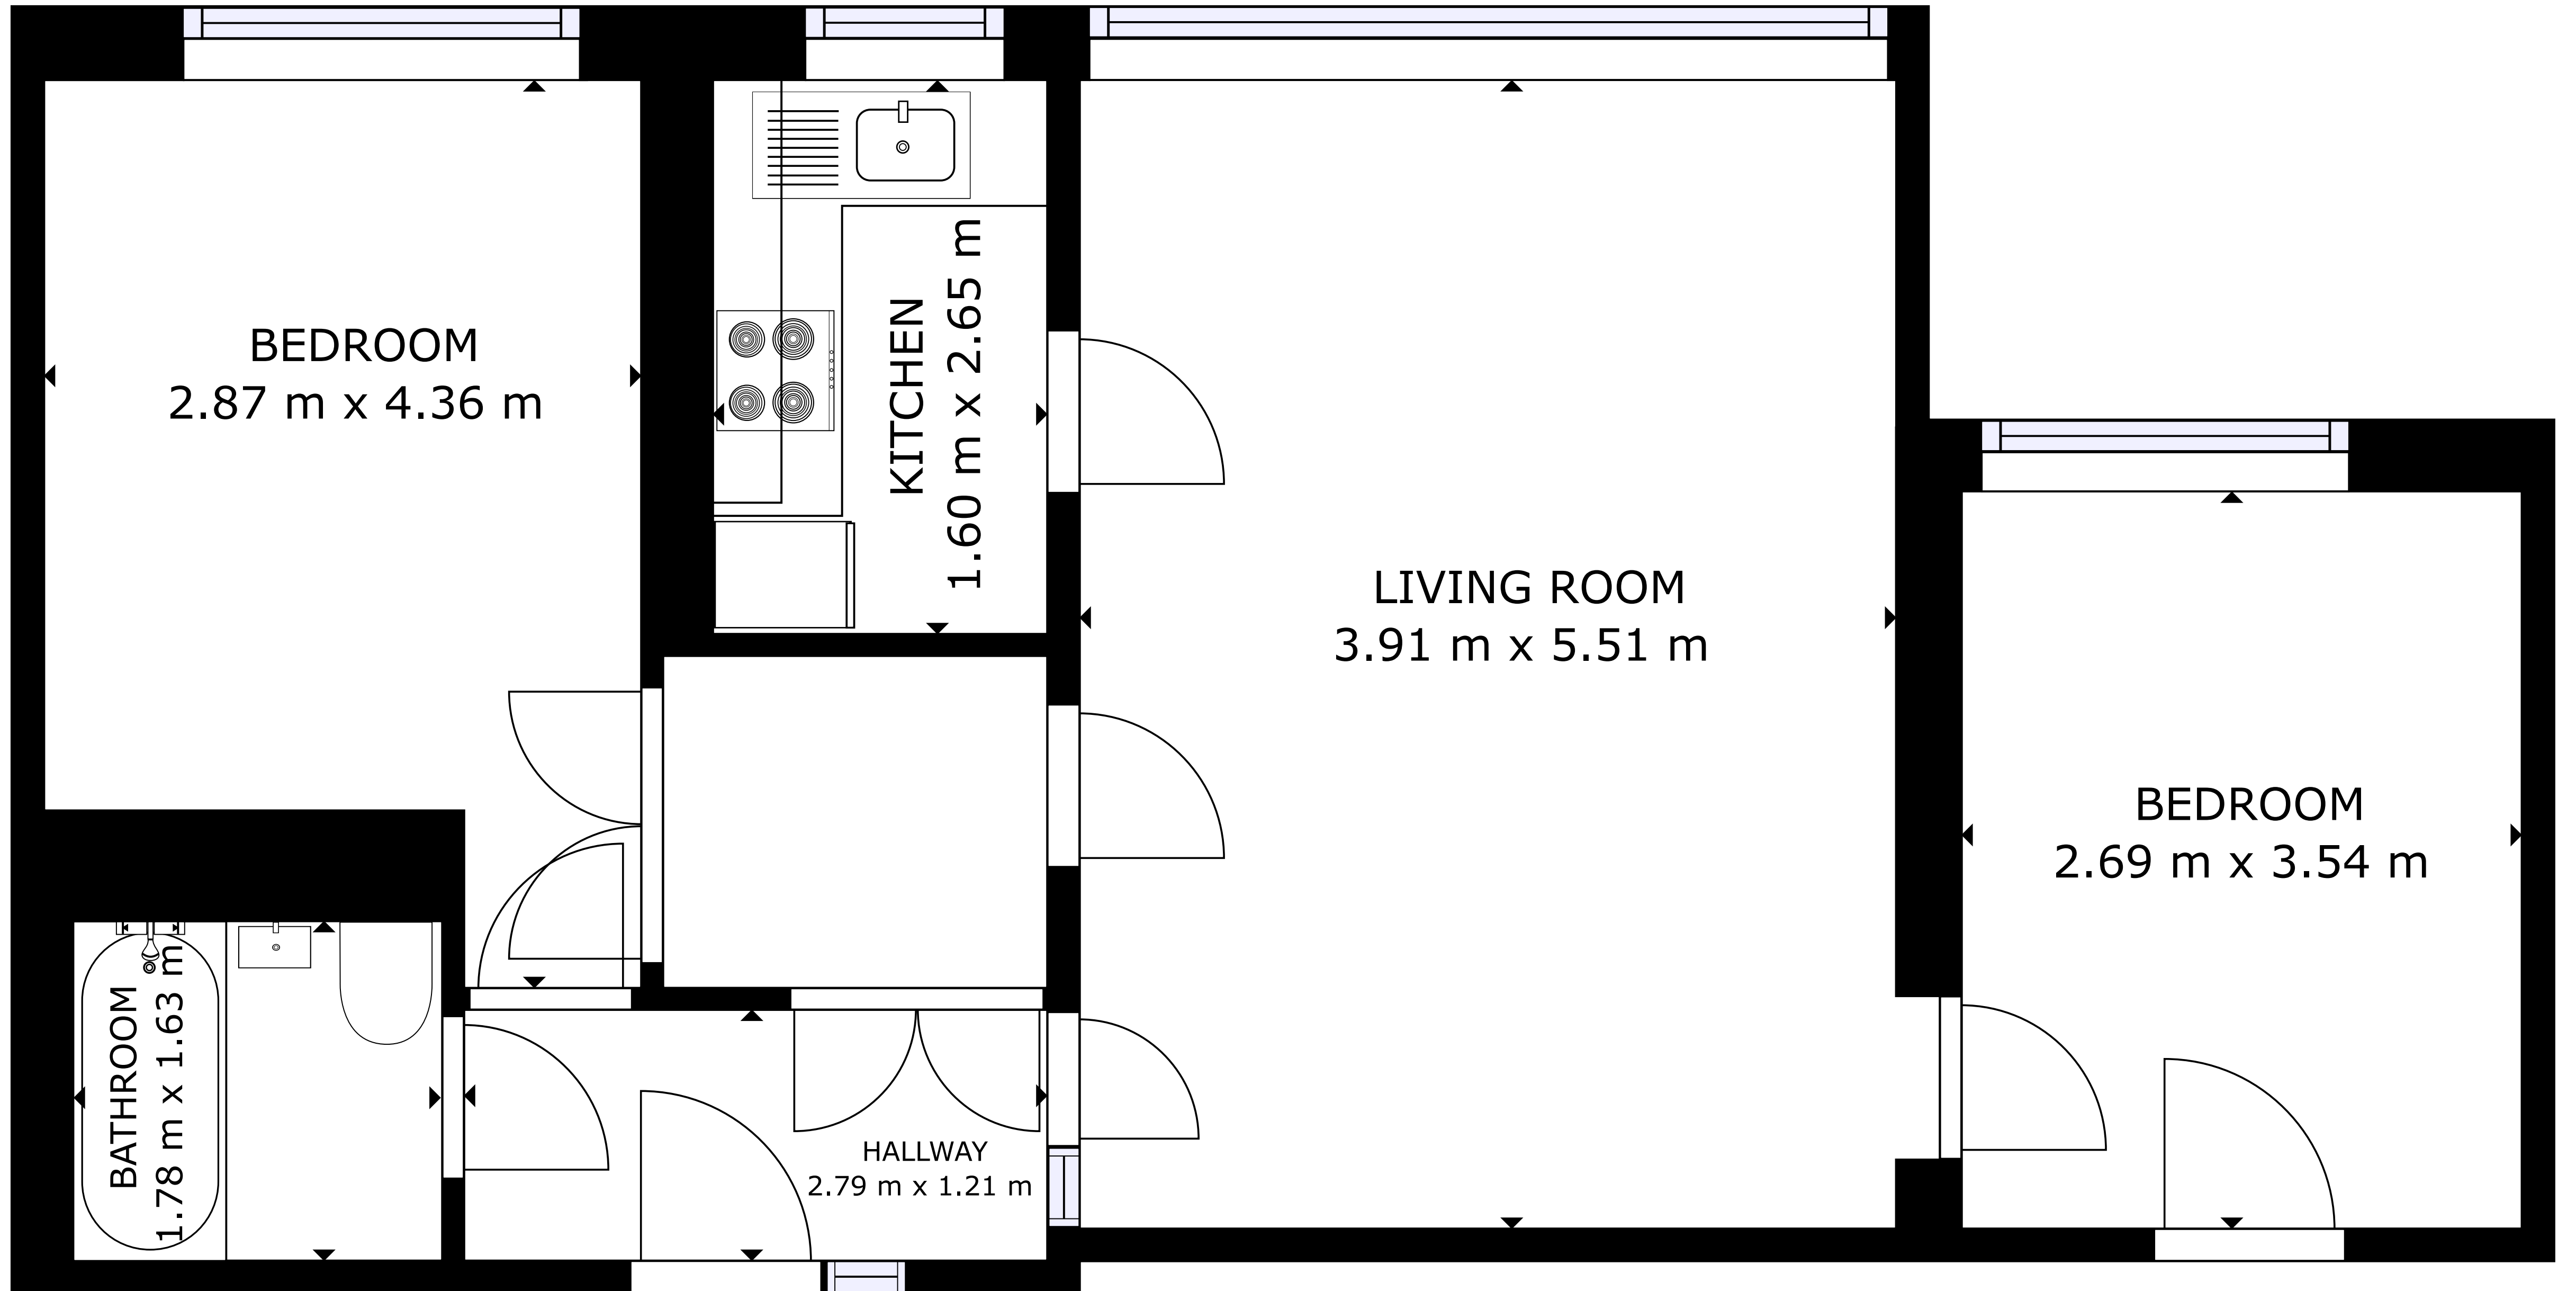 BEDROOM
2.87 m x 4.36 m
KITCHEN
1.60 m x 2.65 m
LIVING ROOM
3.91 m x 5.51 m
BEDROOM
2.69 m x 3.54 m
BATHROOM
1.78 m x 1.63 m
HALLWAY
2.79 m x 1.21 m